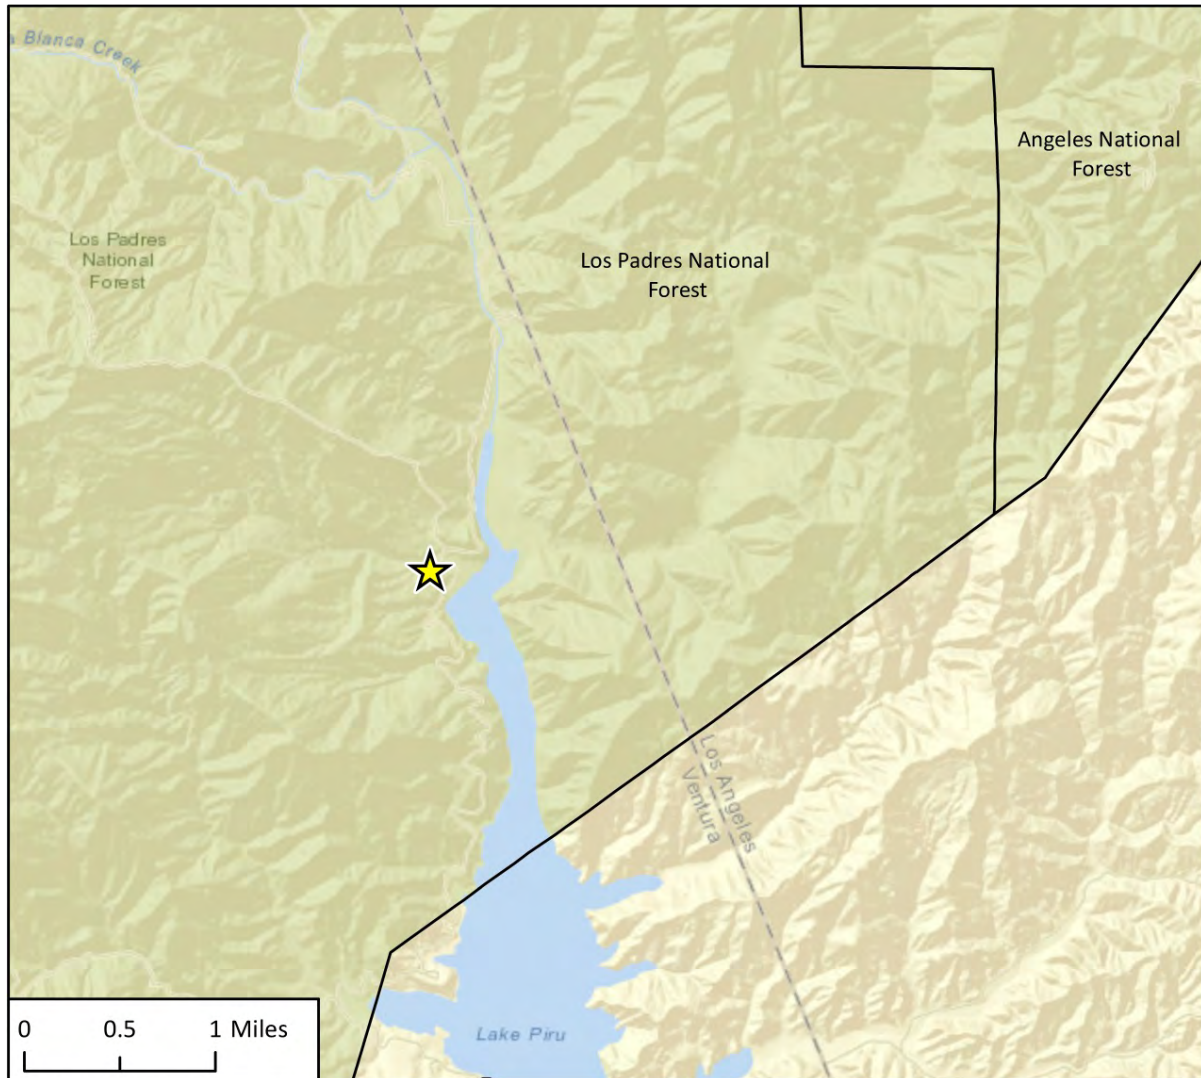 Blanca Creek
Angeles National
Forest
Los Padres
National
Forest
Los Padres National
Forest
Los Angeles
Ventura
Lake Piru
0 0.5 1 Miles